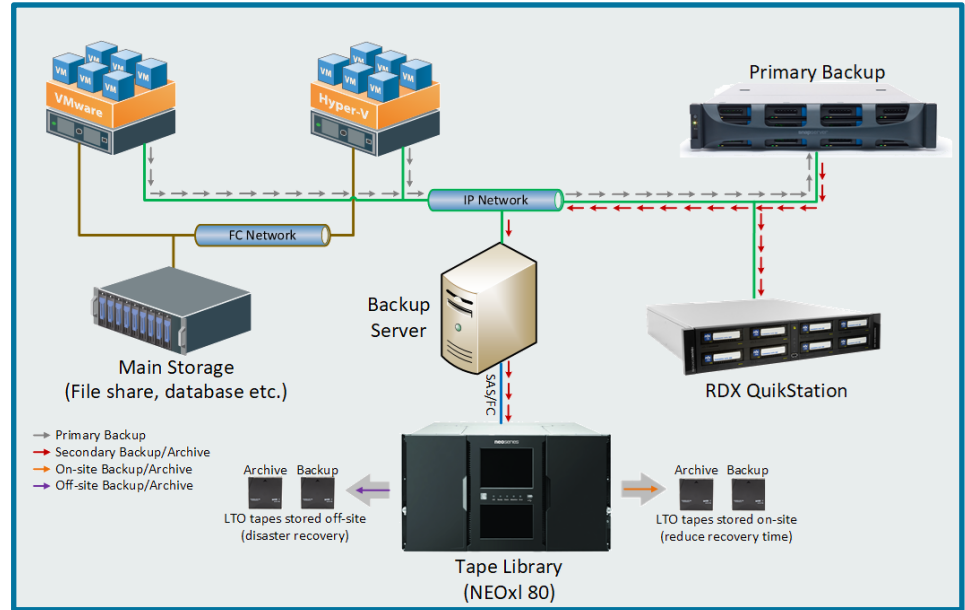 VM VM VM VM VM VM
VMware
VM VM VM VM VM VM
Hyper-V
Primary Backup
IP Network
FC Network
Backup
Server
Main Storage
(File share, database etc.)
RDX QuikStation
SAS/FC
Primary Backup
Secondary Backup/Archive
On-site Backup/Archive
Off-site Backup/Archive
neoseries
Archive Backup
LTO tapes stored off-site
(disaster recovery)
Archive Backup
LTO tapes stored on-site
(reduce recovery time)
Tape Library
(NEOxl 80)